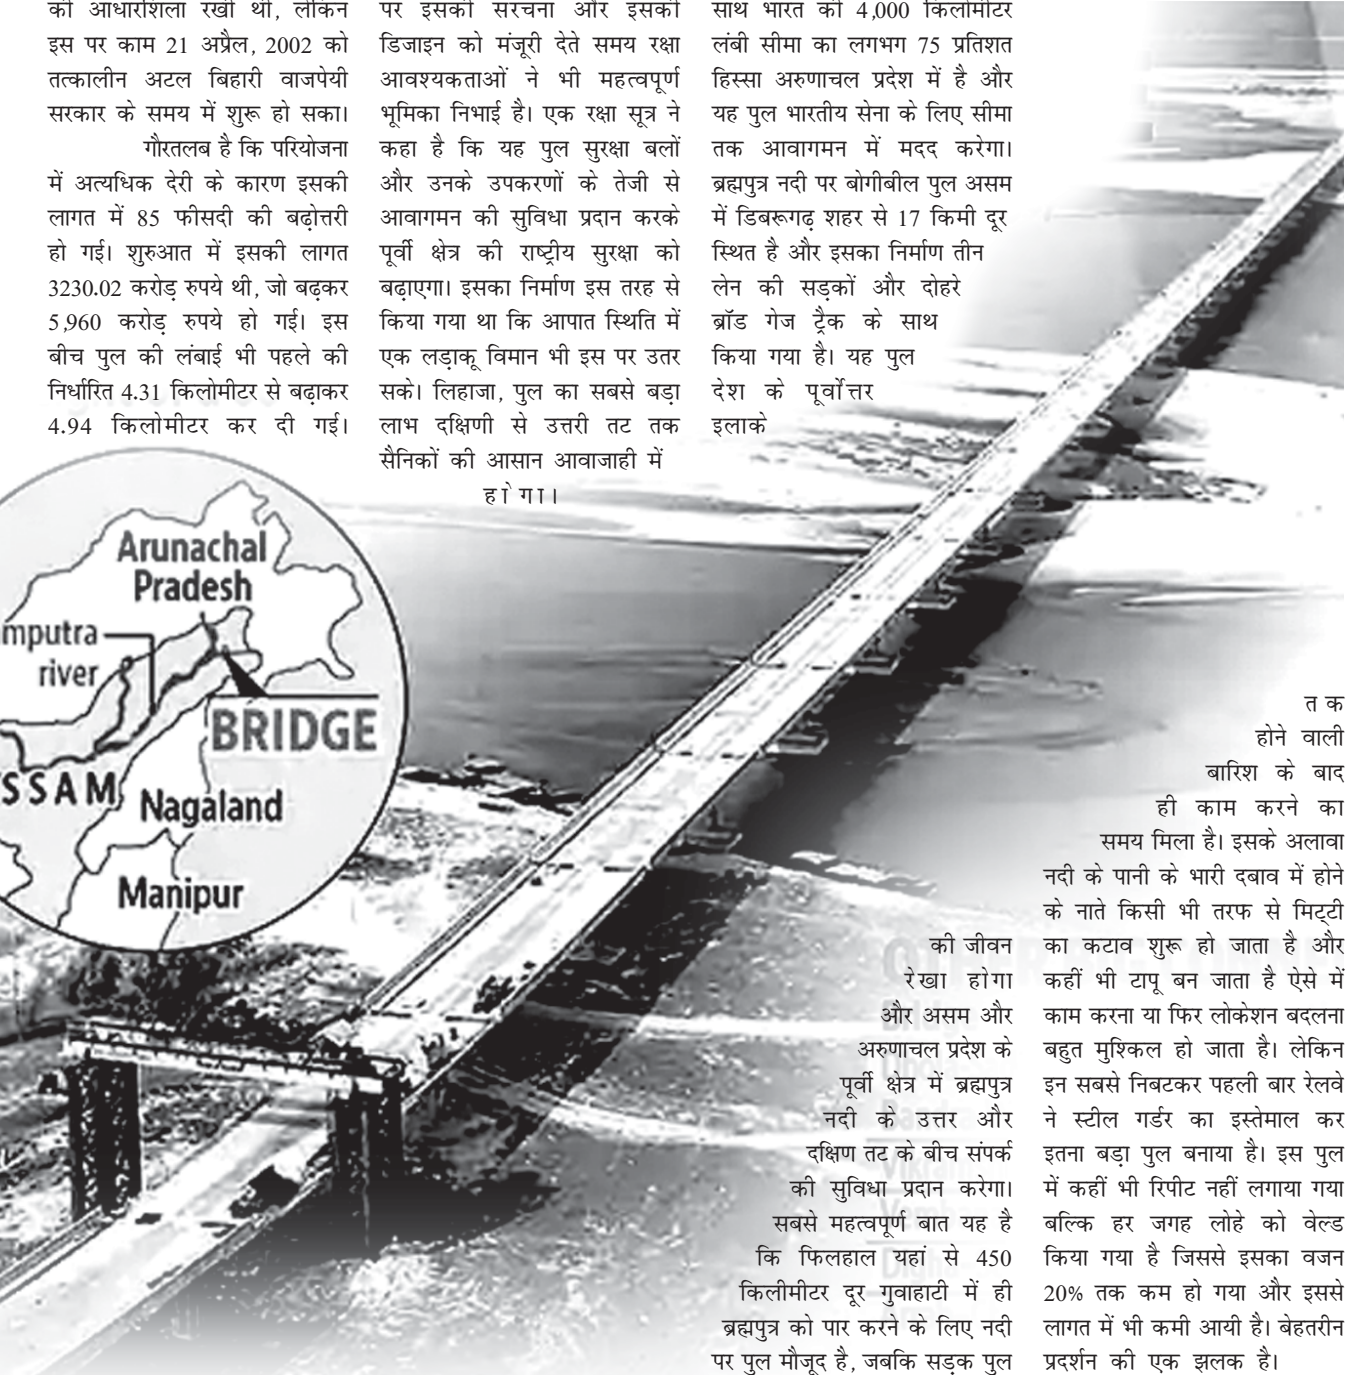 की आधारशिला रखी थी, लेकिन
इस पर काम 21 अप्रैल, 2002 को
तत्कालीन अटल बिहारी वाजपेयी
सरकार के समय में शुरू हो सका।
गौरतलब है कि परियोजना
में अत्यधिक देरी के कारण इसकी
लागत में 85 फीसदी की बढ़ोत्तरी
हो गई। शुरुआत में इसकी लागत
3230.02 करोड़ रुपये थी, जो बढ़कर
5,960 करोड़ रुपये हो गई। इस
बीच पुल की लंबाई भी पहले की
निर्धारित 4.31 किलोमीटर से बढ़ाकर
4.94 किलोमीटर कर दी गई।
पर इसकी संरचना और इसकी
डिजाइन को मंजूरी देते समय रक्षा
आवश्यकताओं ने भी महत्वपूर्ण
भूमिका निभाई है। एक रक्षा सूत्र ने
कहा है कि यह पुल सुरक्षा बलों
और उनके उपकरणों के तेजी से
आवागमन की सुविधा प्रदान करके
पूर्वी क्षेत्र की राष्ट्रीय सुरक्षा को
बढ़ाएगा। इसका निर्माण इस तरह से
किया गया था कि आपात स्थिति में
एक लड़ाकू विमान भी इस पर उतर
सके। लिहाजा, पुल का सबसे बड़ा
लाभ दक्षिणी से उत्तरी तट तक
सैनिकों की आसान आवाजाही में
होगा।
साथ भारत की 4,000 किलोमीटर
लंबी सीमा का लगभग 75 प्रतिशत
हिस्सा अरुणाचल प्रदेश में है और
यह पुल भारतीय सेना के लिए सीमा
तक आवागमन में मदद करेगा।
ब्रह्मपुत्र नदी पर बोगीबील पुल असम
में डिबरूगढ़ शहर से 17 किमी दूर
स्थित है और इसका निर्माण तीन
लेन की सड़कों और दोहरे
ब्रॉड गेज ट्रैक के साथ
किया गया है। यह पुल
देश के पूर्वोत्तर
इलाके
की जीवन
रेखा होगा
और असम और
अरुणाचल प्रदेश के
पूर्वी क्षेत्र में ब्रह्मपुत्र
नदी के उत्तर और
दक्षिण तट के बीच संपर्क
की सुविधा प्रदान करेगा।
सबसे महत्वपूर्ण बात यह है
कि फिलहाल यहां से 450
किलीमीटर दूर गुवाहाटी में ही
ब्रह्मपुत्र को पार करने के लिए नदी
पर पुल मौजूद है, जबकि सड़क पुल
तक
होने वाली
बारिश के बाद
ही काम करने का
समय मिला है। इसके अलावा
नदी के पानी के भारी दबाव में होने
के नाते किसी भी तरफ से मिट्टी
का कटाव शुरू हो जाता है और
कहीं भी टापू बन जाता है ऐसे में
काम करना या फिर लोकेशन बदलना
बहुत मुश्किल हो जाता है। लेकिन
इन सबसे निबटकर पहली बार रेलवे
ने स्टील गर्डर का इस्तेमाल कर
इतना बड़ा पुल बनाया है। इस पुल
में कहीं भी रिपीट नहीं लगाया गया
बल्कि हर जगह लोहे को वेल्ड
किया गया है जिससे इसका वजन
20% तक कम हो गया और इससे
लागत में भी कमी आयी है। बेहतरीन
प्रदर्शन की एक झलक है।
Arunachal
Pradesh
mputra
river
BRIDGE
SSAM
Nagaland
Manipur